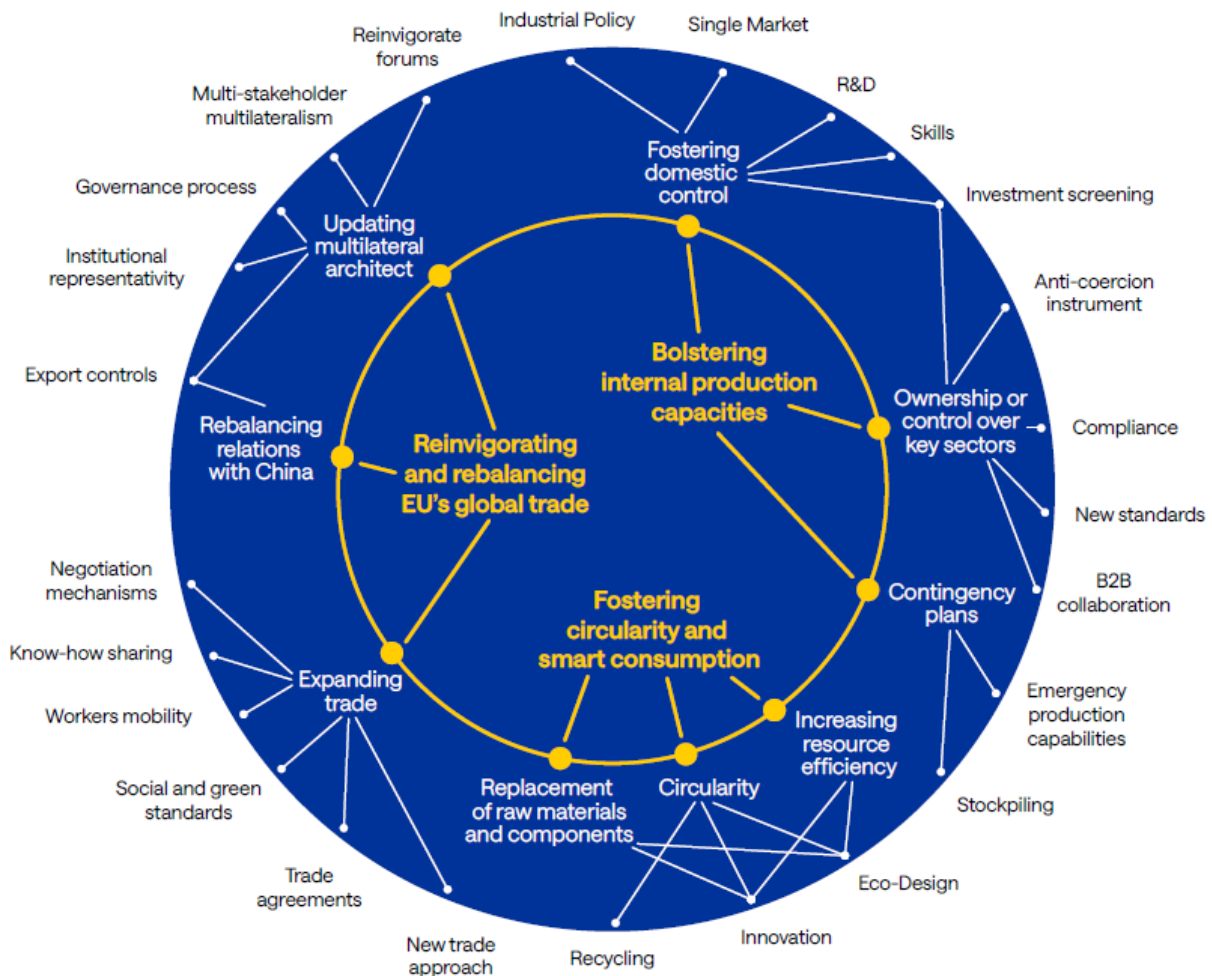 Industrial Policy
Single Market
Reinvigorate
forums
R&D
Multi-stakeholder
multilateralism
Skills
Fostering
domestic
control
Governance process
Investment screening
Updating
multilateral
architect
Institutional
representativity
Anti-coercion
instrument
Export controls
Bolstering
internal production
capacities
Rebalancing
relations
with China
Reinvigorating
and rebalancing
EU's global trade
Ownership or
control over
key sectors
Compliance
New standards
Negotiation
mechanisms
Fostering
circularity and
smart consumption
Contingency
plans
B2B
collaboration
Know-how sharing
Expanding
trade
Workers mobility
Increasing
resource
efficiency
Emergency
production
capabilities
Social and green
standards
Replacement
of raw materials
and components
Circularity
Stockpiling
Trade
agreements
Eco-Design
New trade
approach
Recycling
Innovation